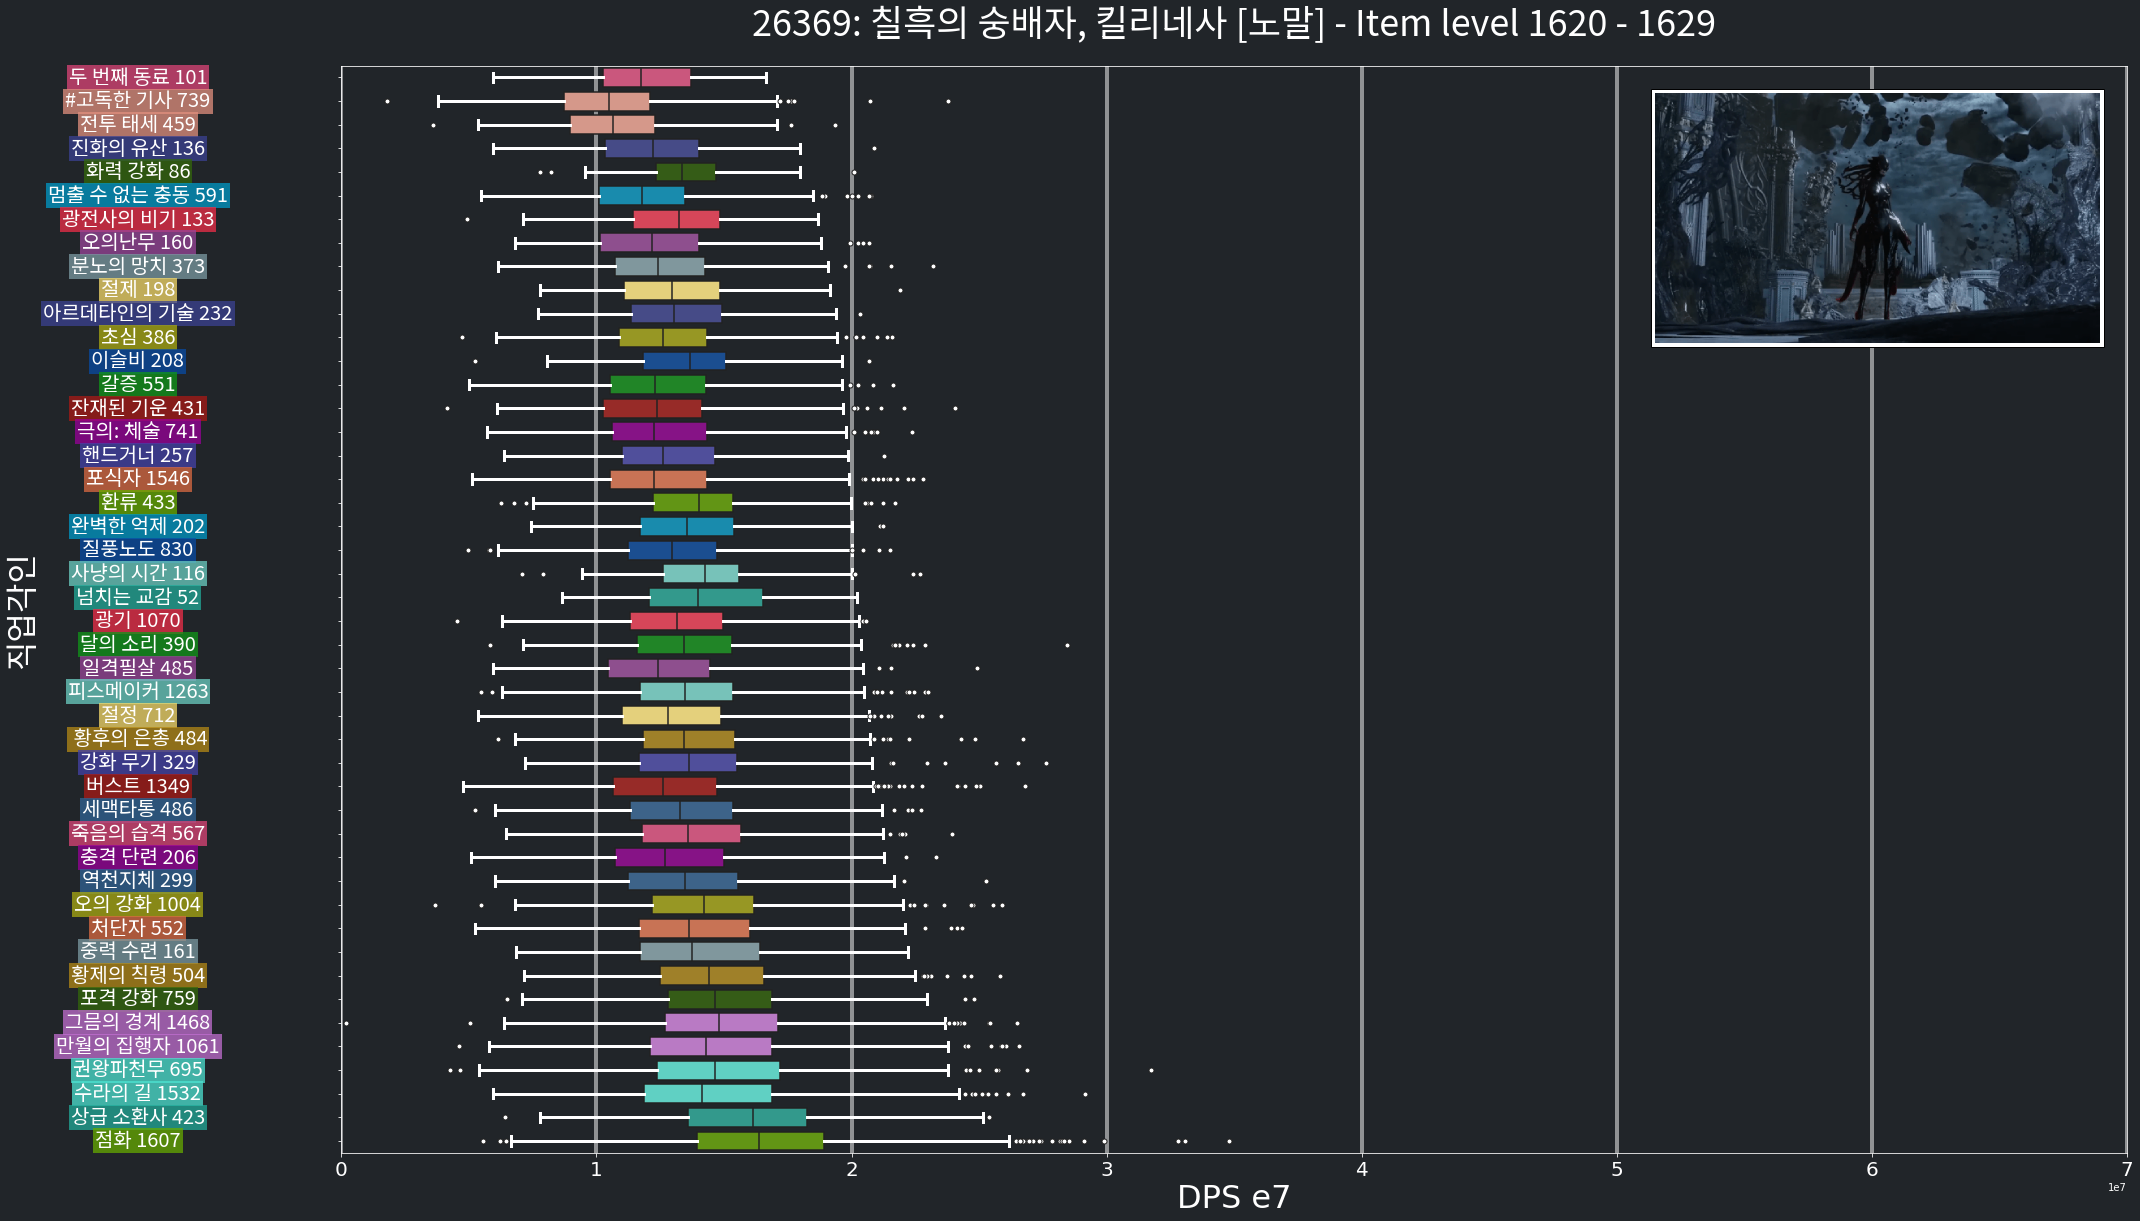 26369: 칠흑의 숭배자, 킬리네사 [노말] - Item level 1620 - 1629
두 번째 동료 101
#고독한 기사 739
전투 태세 459
진화의 유산 136
화력 강화 86
멈출 수 없는 충동 591
광전사의 비기 133
오의난무 160
분노의 망치 373
절제 198
아르데타인의 기술 232
초심 386
이슬비 208
갈증 551
잔재된 기운 431
극의: 체술 741
핸드거너 257
포식자 1546
환류 433
완벽한 억제 202
질풍노도 830
사냥의 시간 116
넘치는 교감 52
광기 1070
달의 소리 390
일격필살 485
피스메이커 1263
절정 712
황후의 은총 484
강화 무기 329
버스트 1349
세맥타통 486
죽음의 습격 567
충격 단련 206
역천지체 299
오의 강화 1004
처단자 552
중력 수련 161
황제의 칙령 504
포격 강화 759
그믐의 경계 1468
만월의 집행자 1061
권왕파천무 695
수라의 길 1532
상급 소환사 423
점화 1607
직업각인
0 1 2 3 4 5 6 7
1e7
DPS e7